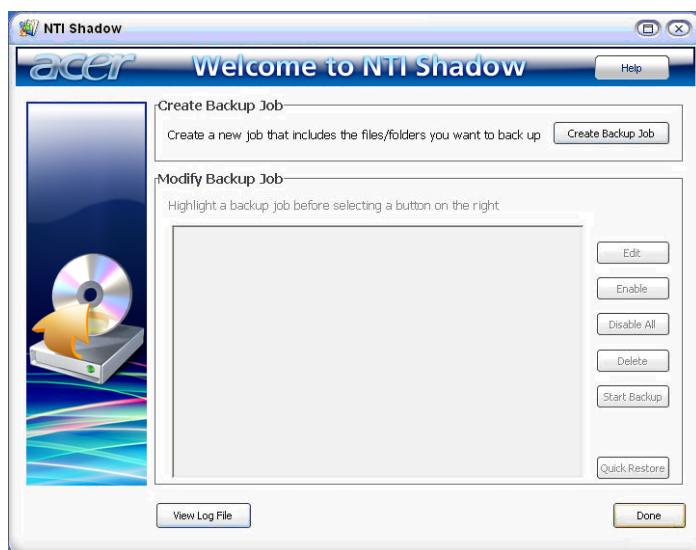 NTI Shadow
acer
Welcome to NTI Shadow
Help
Create Backup Job
Create a new job that includes the files/folders you want to back up
Create Backup Job
Modify Backup Job
Highlight a backup job before selecting a button on the right
Edit
Enable
Disable All
Delete
Start Backup
Quick Restore
View Log File
Done